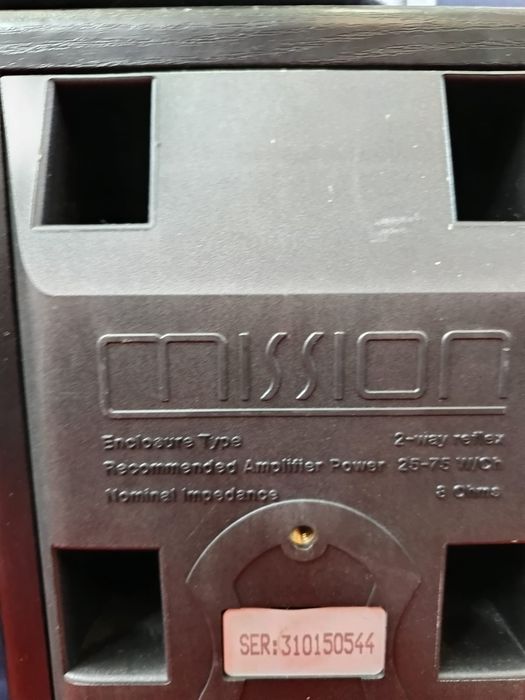 mission
Enclosure Type 2-way reflex
Recommended Amplifier Power 25-75 W/Ch
Nominal Impedance 8 Ohms
SER:310150544